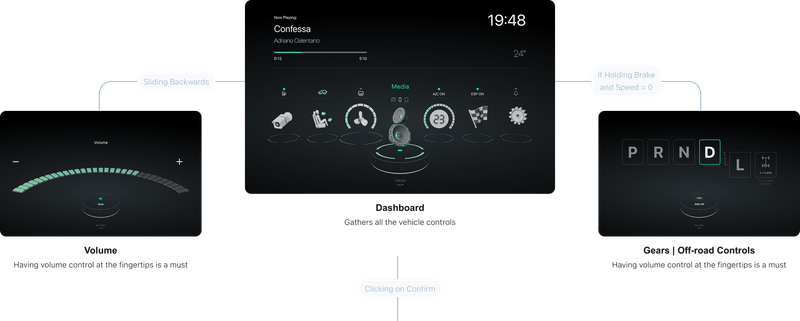 Now Playing:
Confessa
Adriano Celentano
0:12
5:10
19:48
24°
Sliding Backwards
If Holding Brake
and Speed = 0
Media
A/C ON
ESP ON
23
Volume
P R N D L
Dashboard
Gathers all the vehicle controls
Volume
Having volume control at the fingertips is a must
Gears | Off-road Controls
Having volume control at the fingertips is a must
Clicking on Confirm